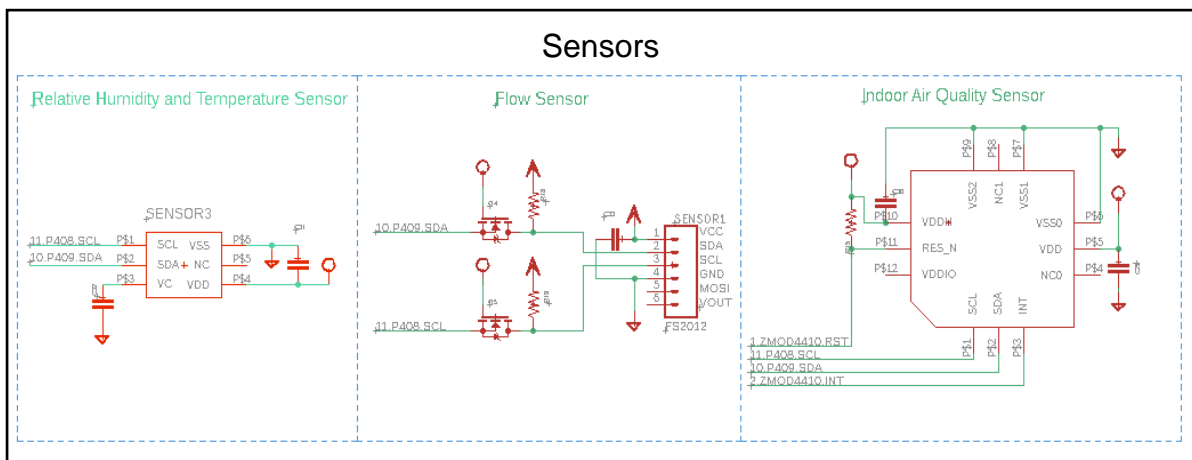 Sensors
Relative Humidity and Temperature Sensor
SENSOR3
11.P408.SCL
10.P409.SDA
P$1
P$2
P$3
SCL
SDA
VC
VSS
NC
VDD
P$6
P$5
P$4
Flow Sensor
10.P409.SDA
11.P408.SCL
SENSOR1
1 VCC
2 SDA
3 SCL
4 GND
5 MOSI
6 VOUT
FS2012
Indoor Air Quality Sensor
P$9
P$8
P$7
VSS2
NC1
VSS1
P$10
P$11 RES_N
P$12 VDDIO
VSS0 P$6
VDD P$5
NC0 P$4
SCL
SDA
INT
P$1
P$2
P$3
1.ZMOD4410.RST
11.P408.SCL
10.P409.SDA
2.ZMOD4410.INT